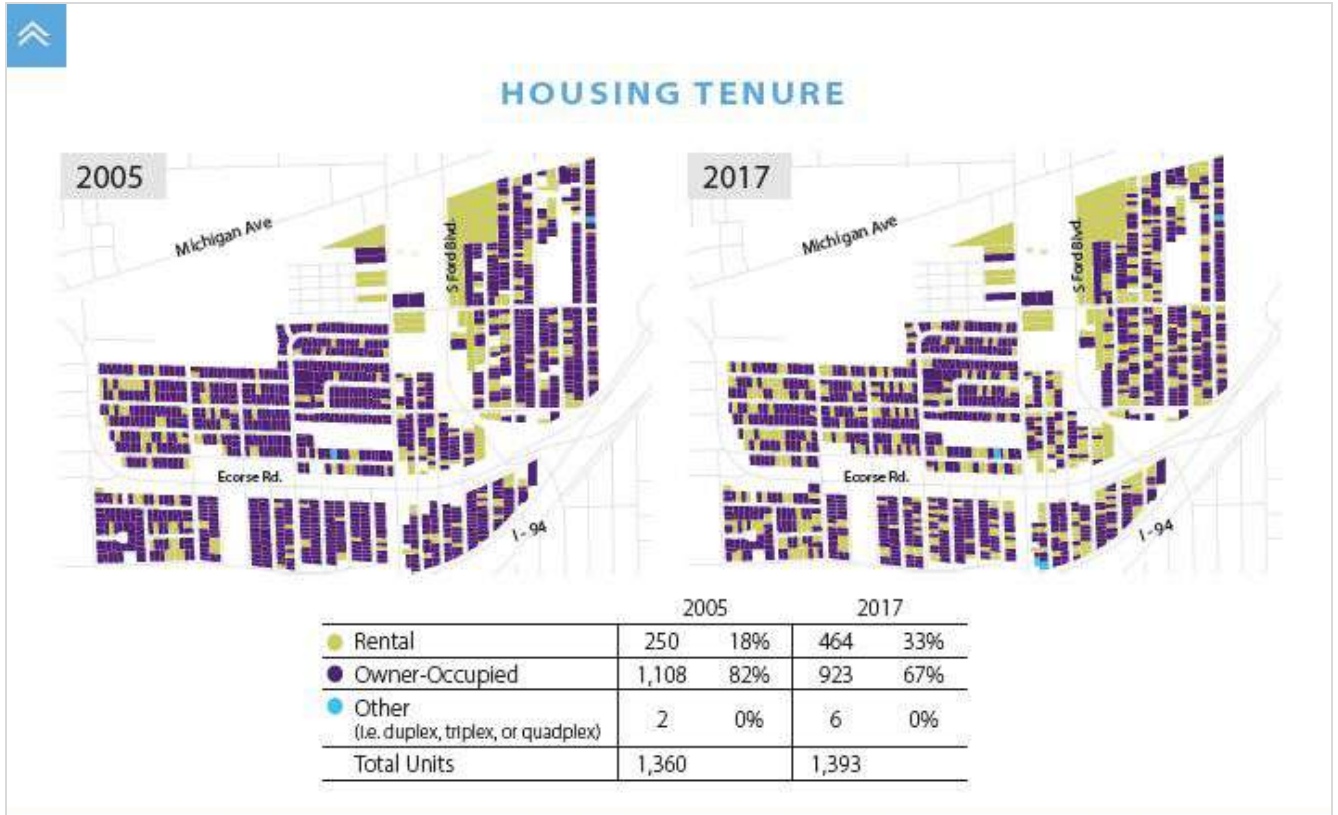 HOUSING TENURE
2005
Michigan Ave
S Ford Blvd.
Ecorse Rd.
I - 94
2017
Michigan Ave
S Ford Blvd.
Ecorse Rd.
I - 94
2005 2017
Rental 250 18% 464 33%
Owner-Occupied 1,108 82% 923 67%
Other
(i.e. duplex, triplex, or quadplex) 2 0% 6 0%
Total Units 1,360 1,393